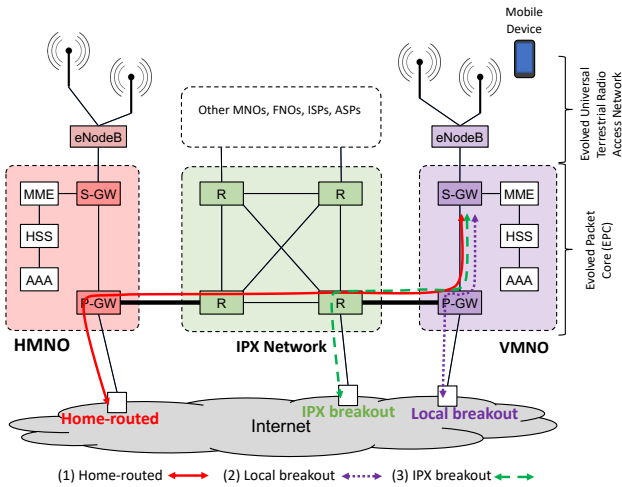 Mobile
Device
Evolved Universal
Terrestrial Radio
Access Network
Other MNOs, FNOs, ISPs, ASPs
eNodeB
eNodeB
MME
S-GW
R
R
S-GW
MME
HSS
HSS
AAA
AAA
Evolved Packet
Core (EPC)
P-GW
R
R
P-GW
HMNO
IPX Network
VMNO
Home-routed
IPX breakout
Local breakout
Internet
(1) Home-routed
(2) Local breakout
(3) IPX breakout